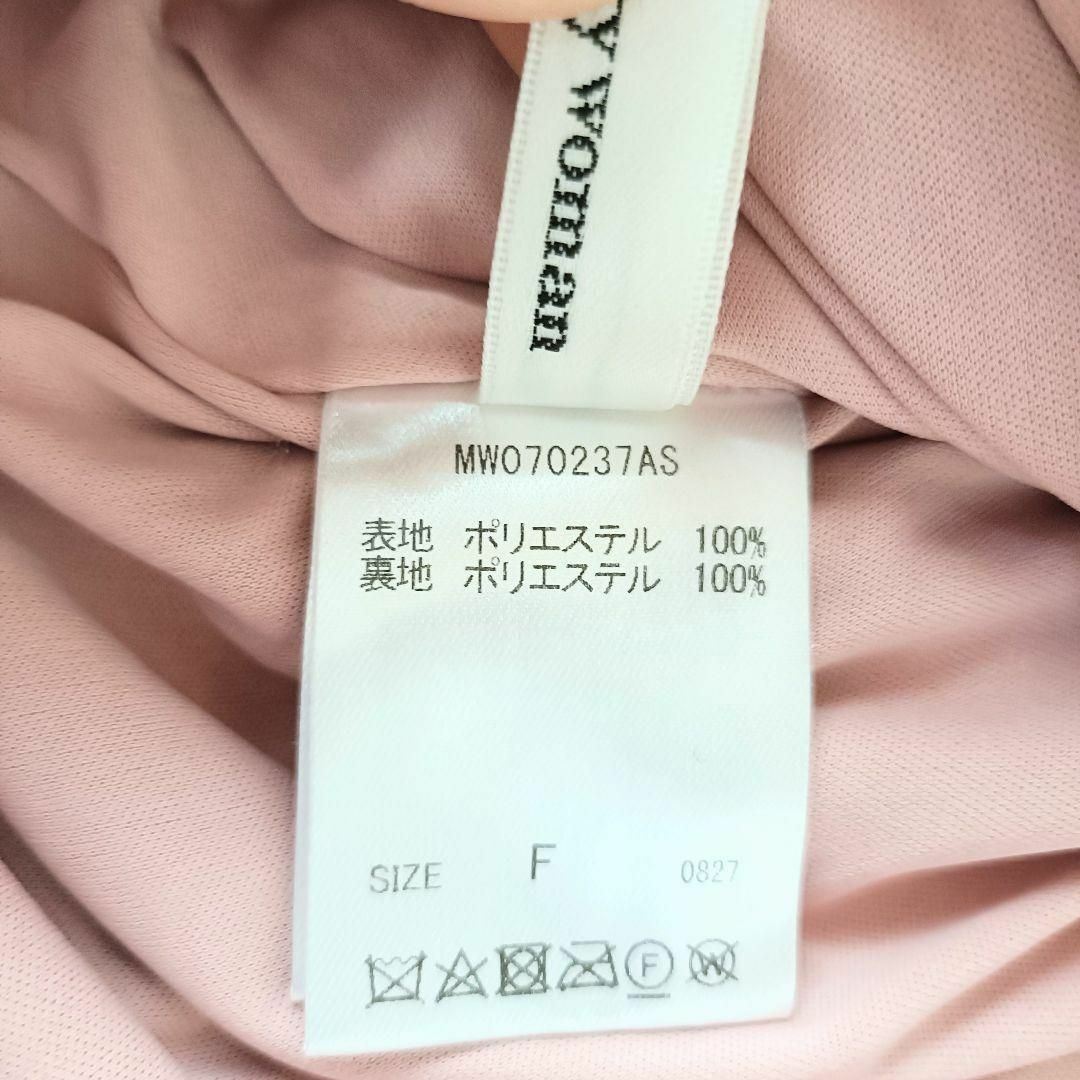 y woman
MW070237AS
表地 ポリエステル 100%
裏地 ポリエステル 100%
SIZE F 0827
F W